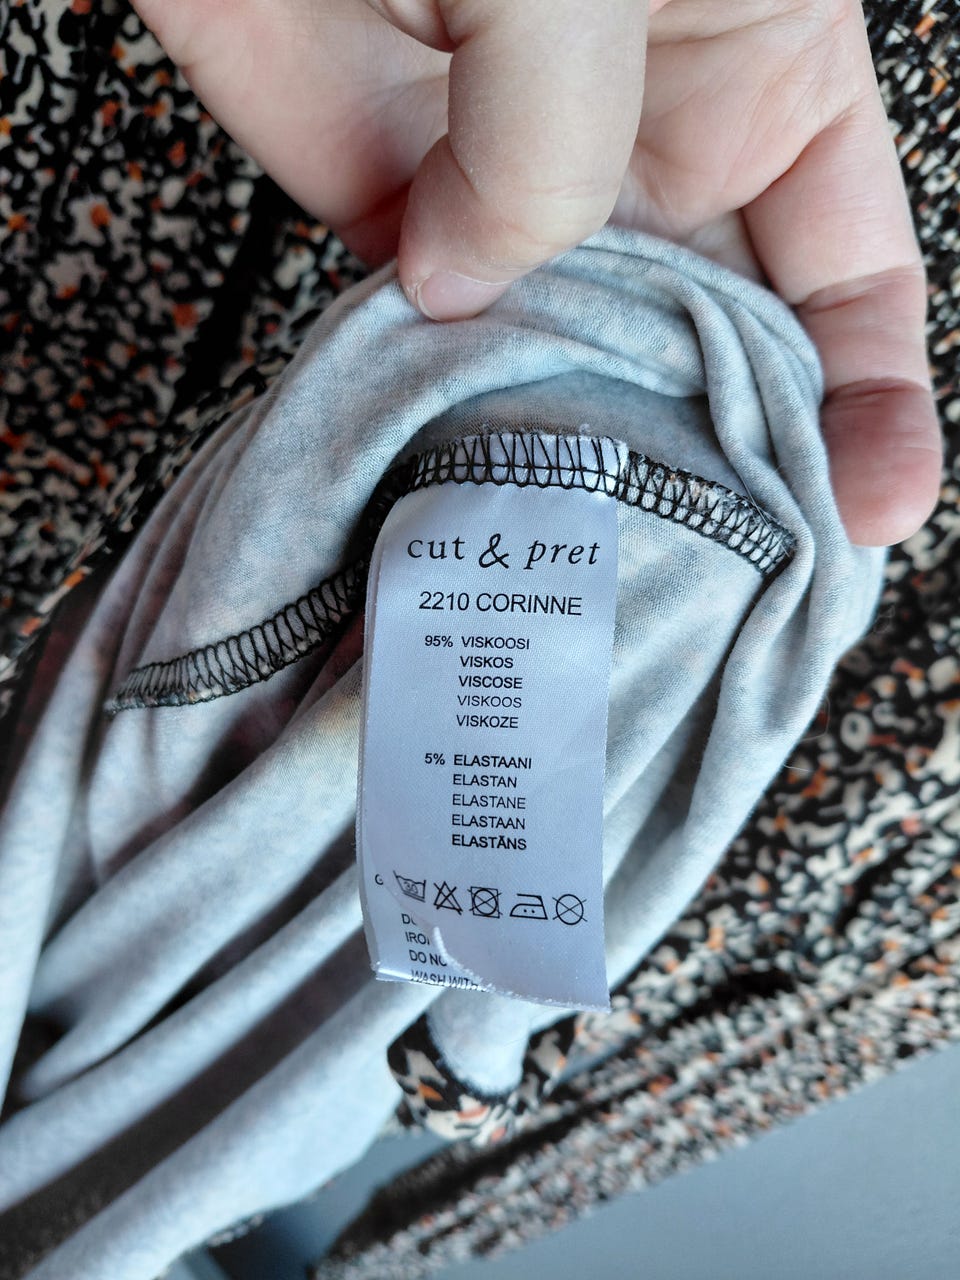 cut & pret
2210 CORINNE
95% VISKOOSI
VISKOS
VISCOSE
VISKOOS
VISKOZE
5% ELASTAANI
ELASTAN
ELASTANE
ELASTAAN
ELASTĀNS
30
DO NO
WASH WITH